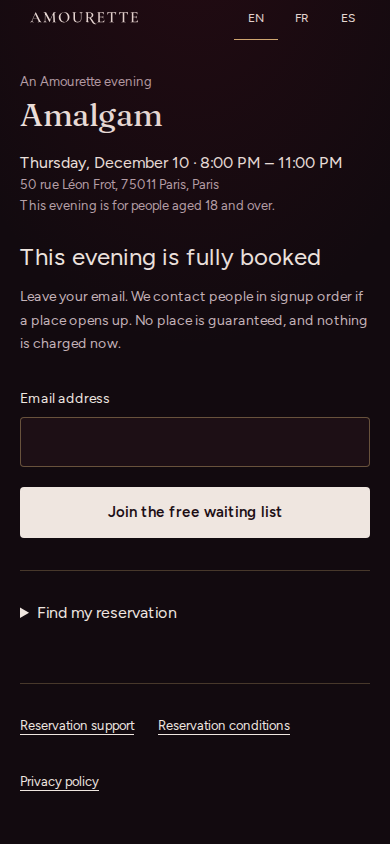 AMOURETTE
EN
FR
ES
An Amourette evening
Amalgam
Thursday, December 10 · 8:00 PM – 11:00 PM
50 rue Léon Frot, 75011 Paris, Paris
This evening is for people aged 18 and over.
This evening is fully booked
Leave your email. We contact people in signup order if
a place opens up. No place is guaranteed, and nothing
is charged now.
Email address
Join the free waiting list
Find my reservation
Reservation support
Reservation conditions
Privacy policy